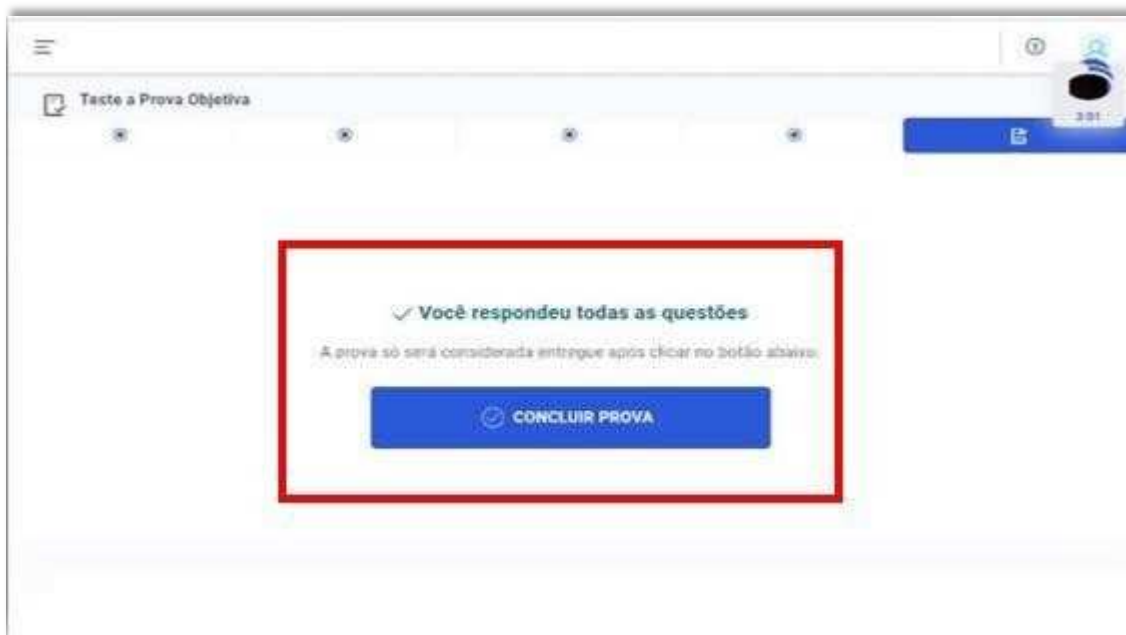 Teste a Prova Objetiva
Você respondeu todas as questões
A prova só será considerada entregue após clicar no botão abaixo.
CONCLUIR PROVA